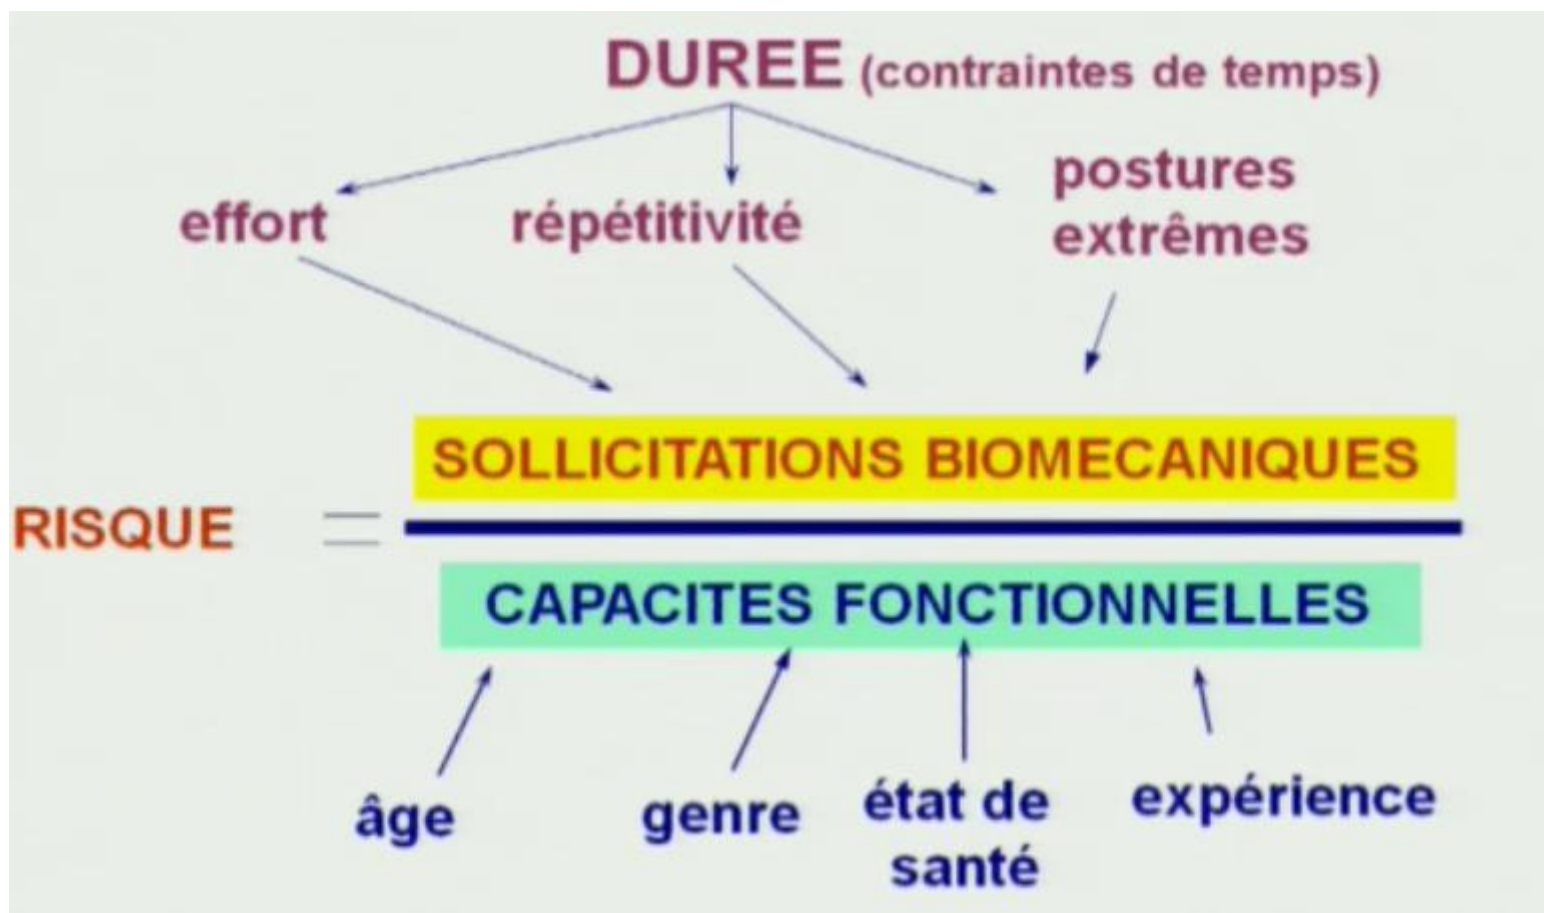 DUREE (contraintes de temps)
effort
répétitivité
postures
extrêmes
SOLLICITATIONS BIOMECANIQUES
RISQUE =
CAPACITES FONCTIONNELLES
âge
genre
état de
santé
expérience